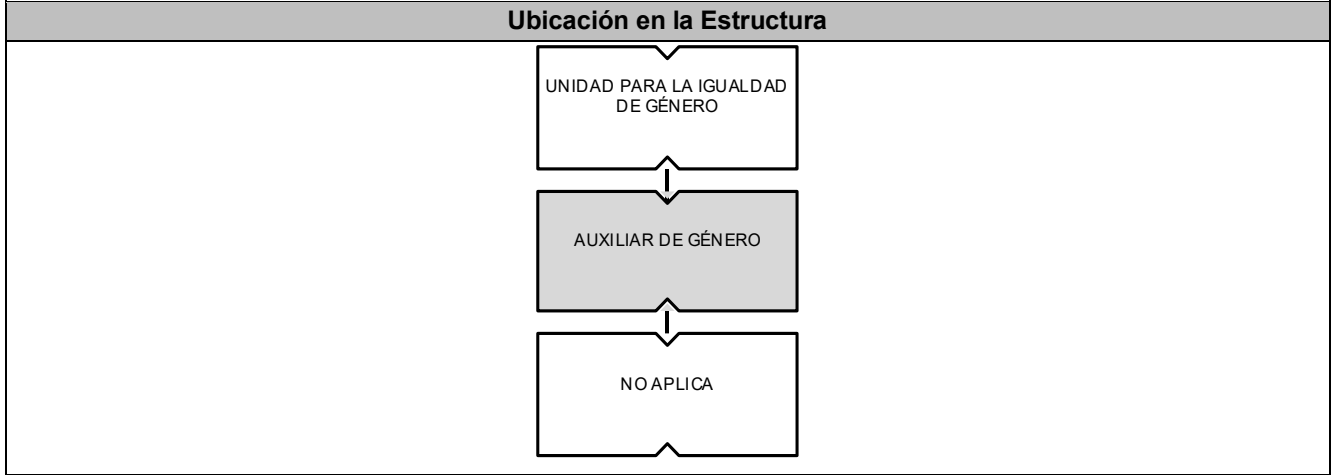 Ubicación en la Estructura
UNIDAD PARA LA IGUALDAD
DE GÉNERO
AUXILIAR DE GÉNERO
NO APLICA